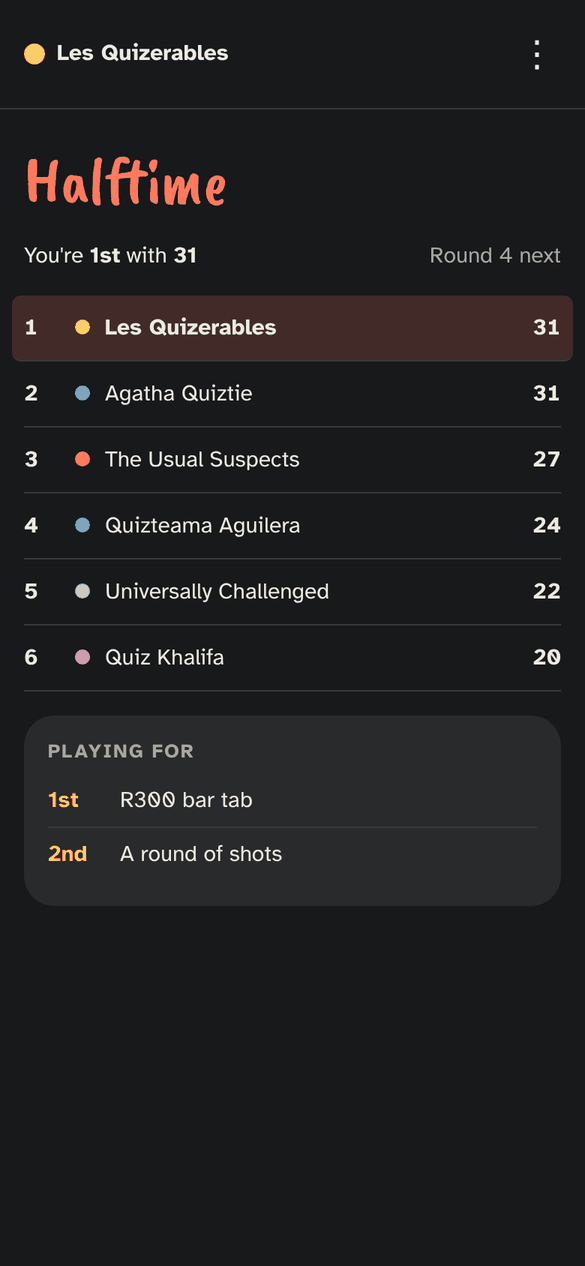 Les Quizerables
Halftime
You're 1st with 31 Round 4 next
1 Les Quizerables 31
2 Agatha Quiztie 31
3 The Usual Suspects 27
4 Quizteama Aguilera 24
5 Universally Challenged 22
6 Quiz Khalifa 20
PLAYING FOR
1st R300 bar tab
2nd A round of shots